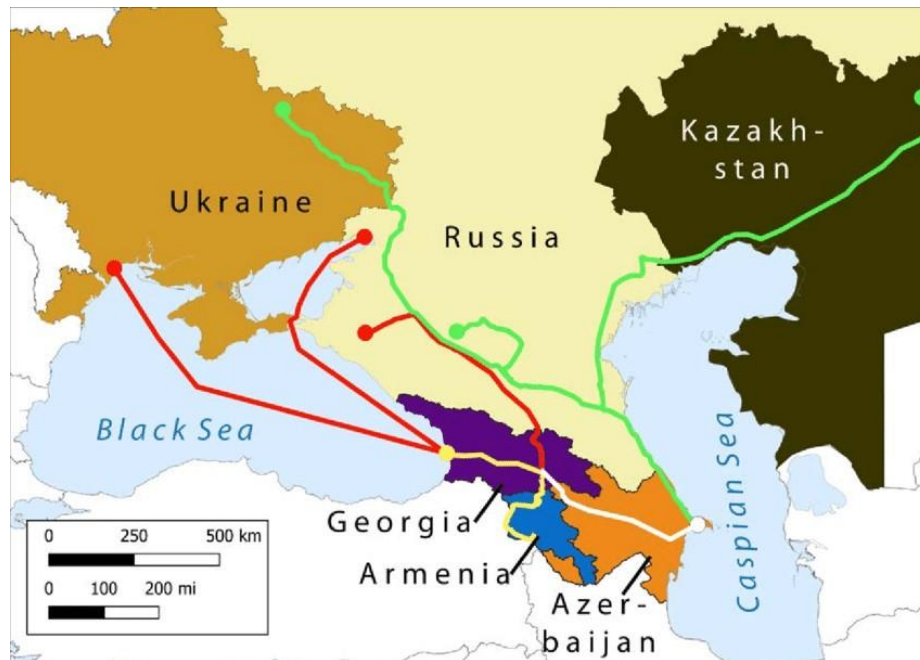 Kazakh-
stan
Ukraine
Russia
Black Sea
Caspian Sea
Georgia
Armenia
Azer-
baijan
0 250 500 km
0 100 200 mi